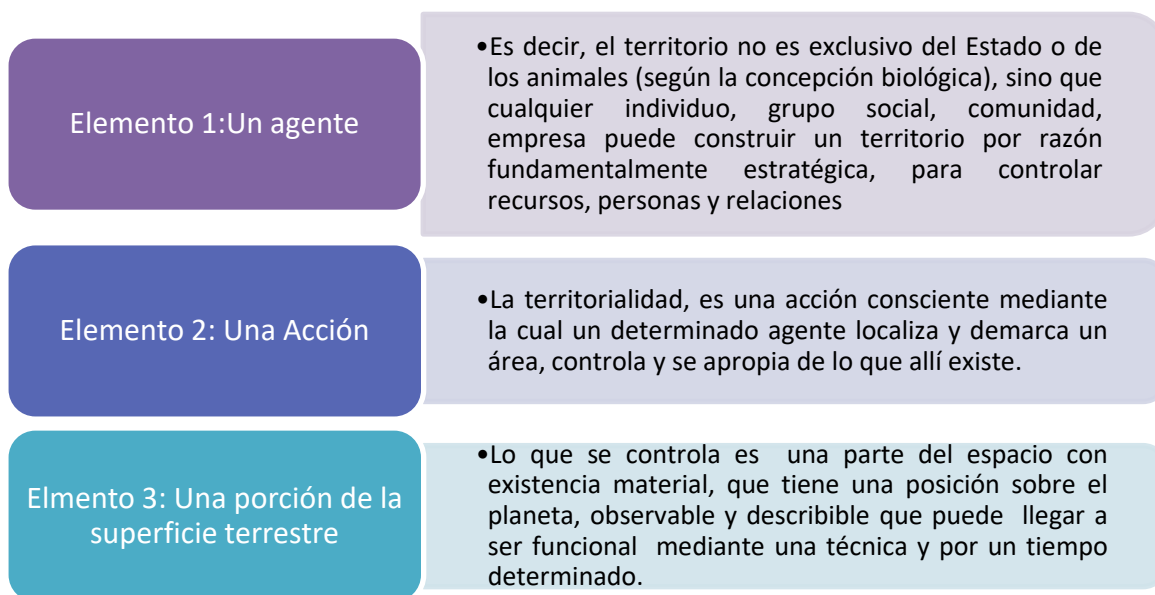 Elemento 1:Un agente
•Es decir, el territorio no es exclusivo del Estado o de
los animales (según la concepción biológica), sino que
cualquier individuo, grupo social, comunidad,
empresa puede construir un territorio por razón
fundamentalmente estratégica, para controlar
recursos, personas y relaciones
Elemento 2: Una Acción
•La territorialidad, es una acción consciente mediante
la cual un determinado agente localiza y demarca un
área, controla y se apropia de lo que allí existe.
Elmento 3: Una porción de la
superficie terrestre
•Lo que se controla es una parte del espacio con
existencia material, que tiene una posición sobre el
planeta, observable y describible que puede llegar a
ser funcional mediante una técnica y por un tiempo
determinado.